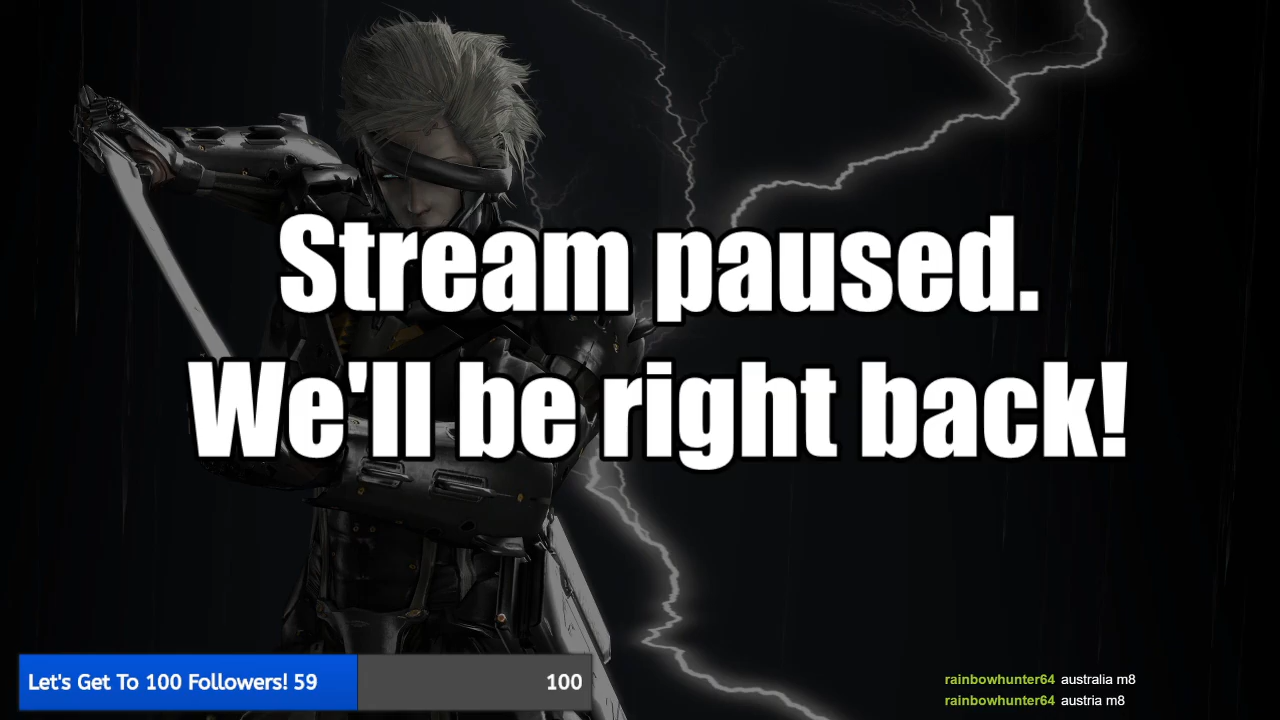 Stream paused.
We'll be right back!
Let's Get To 100 Followers! 59 100
rainbowhunter64 australia m8
rainbowhunter64 austria m8